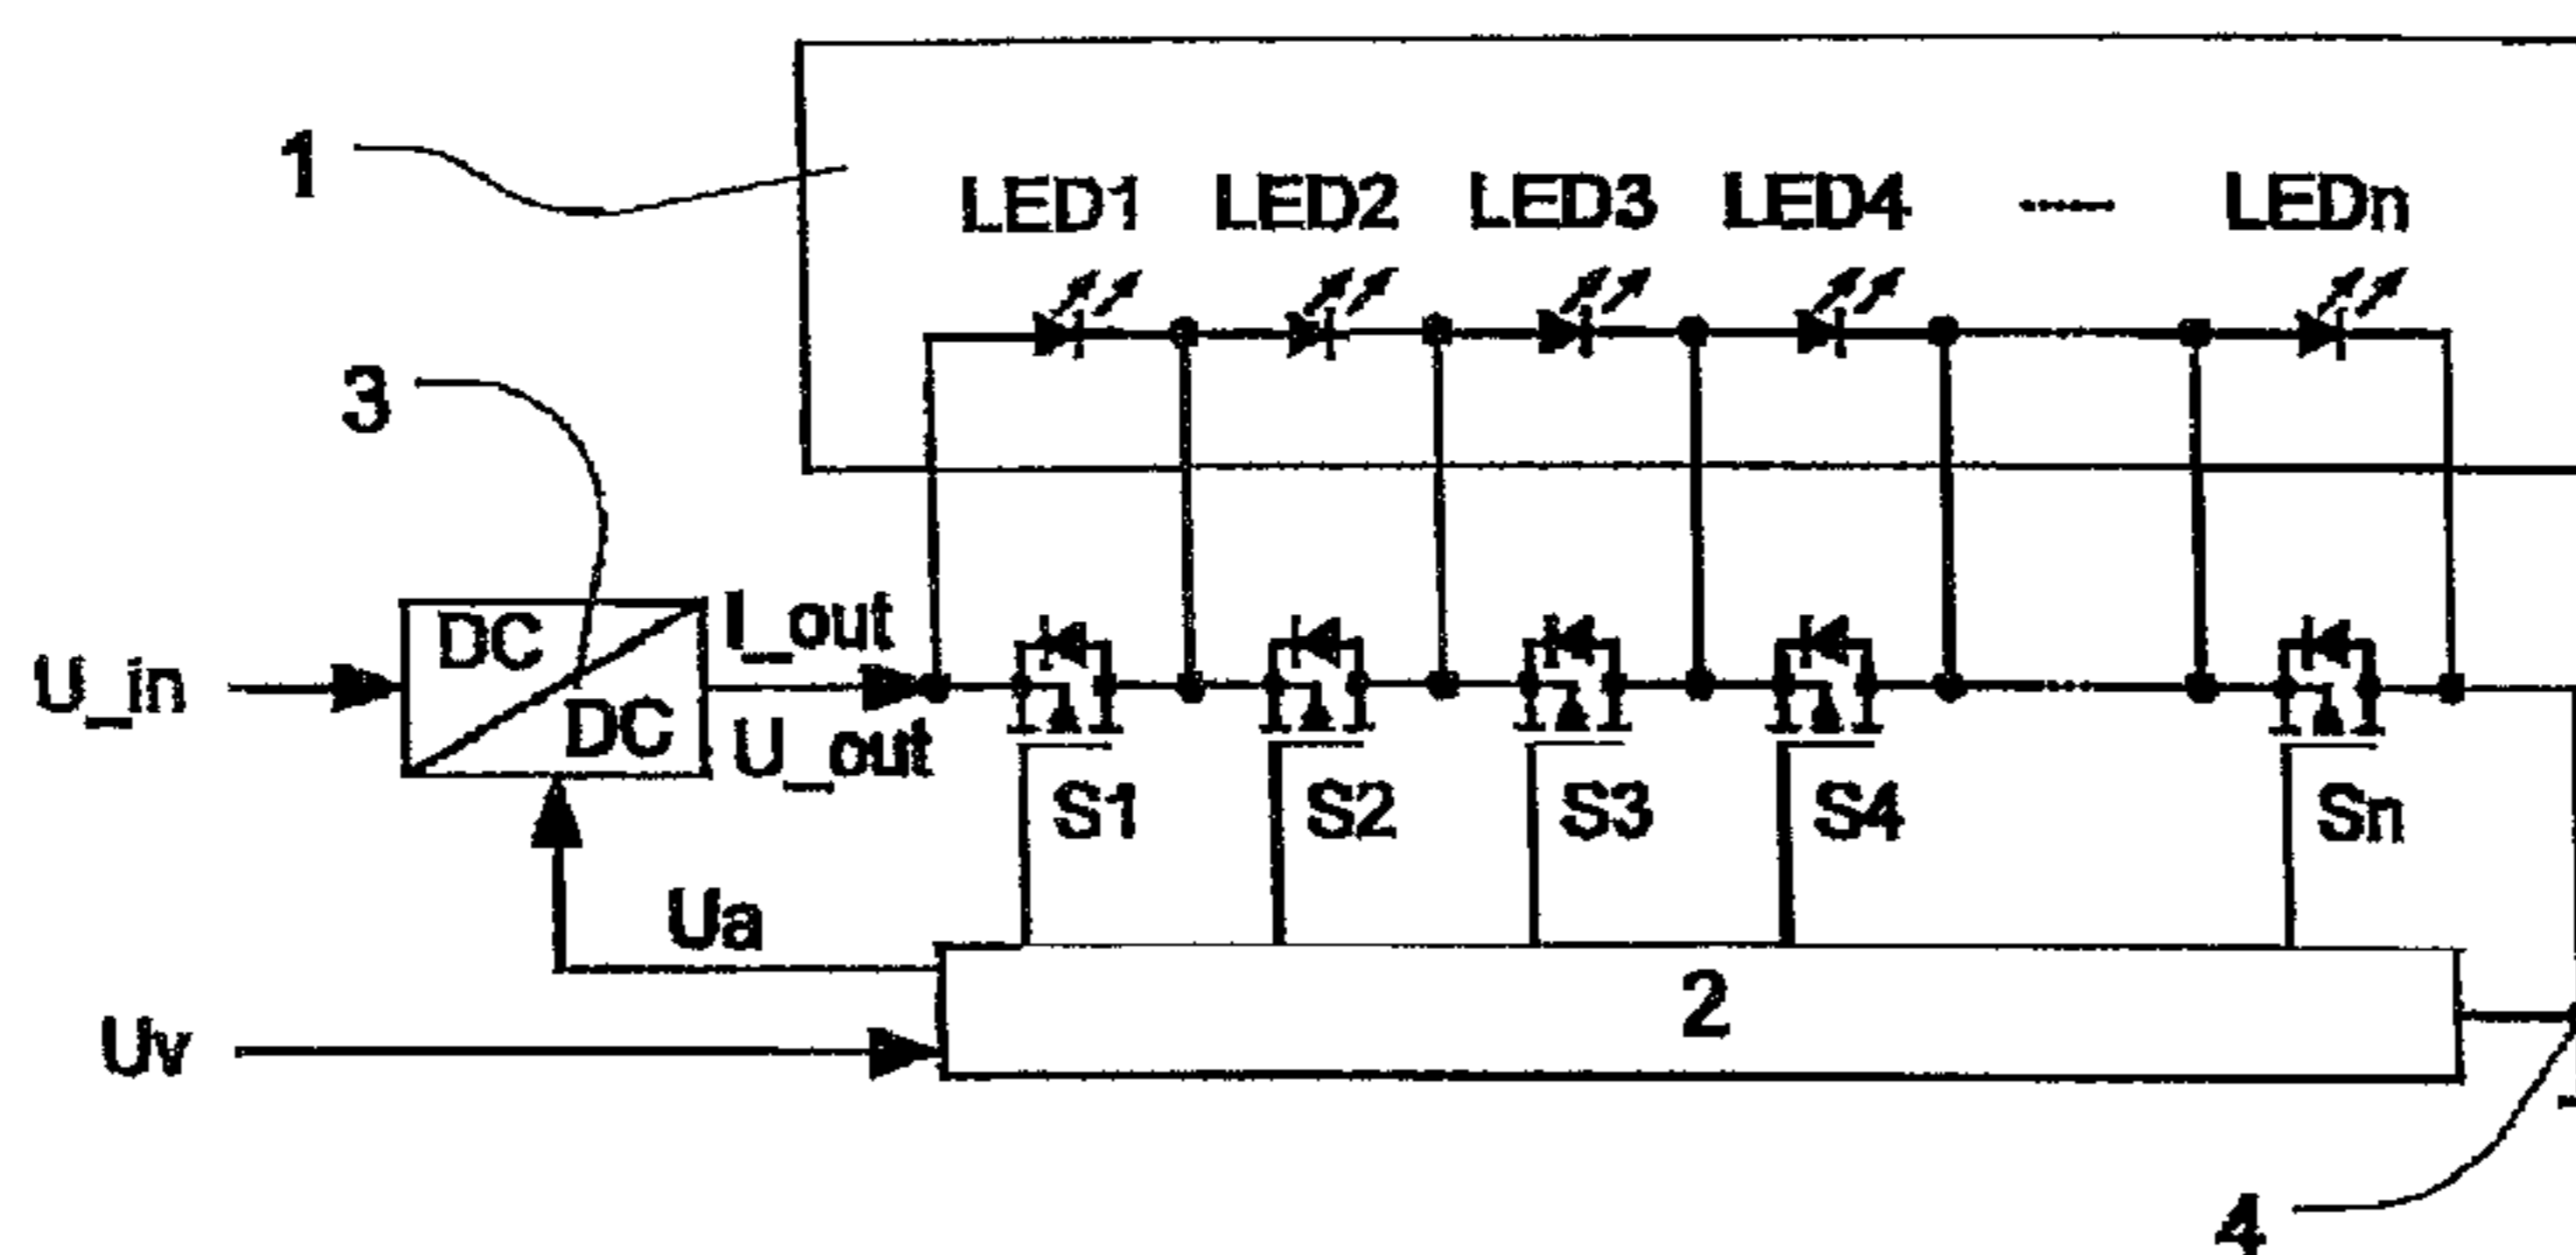 1
LED1 LED2 LED3 LED4 ----- LEDn
3
U_in
DC
DC
I_out
U_out
S1 S2 S3 S4 Sn
Ua
Uv
2
4